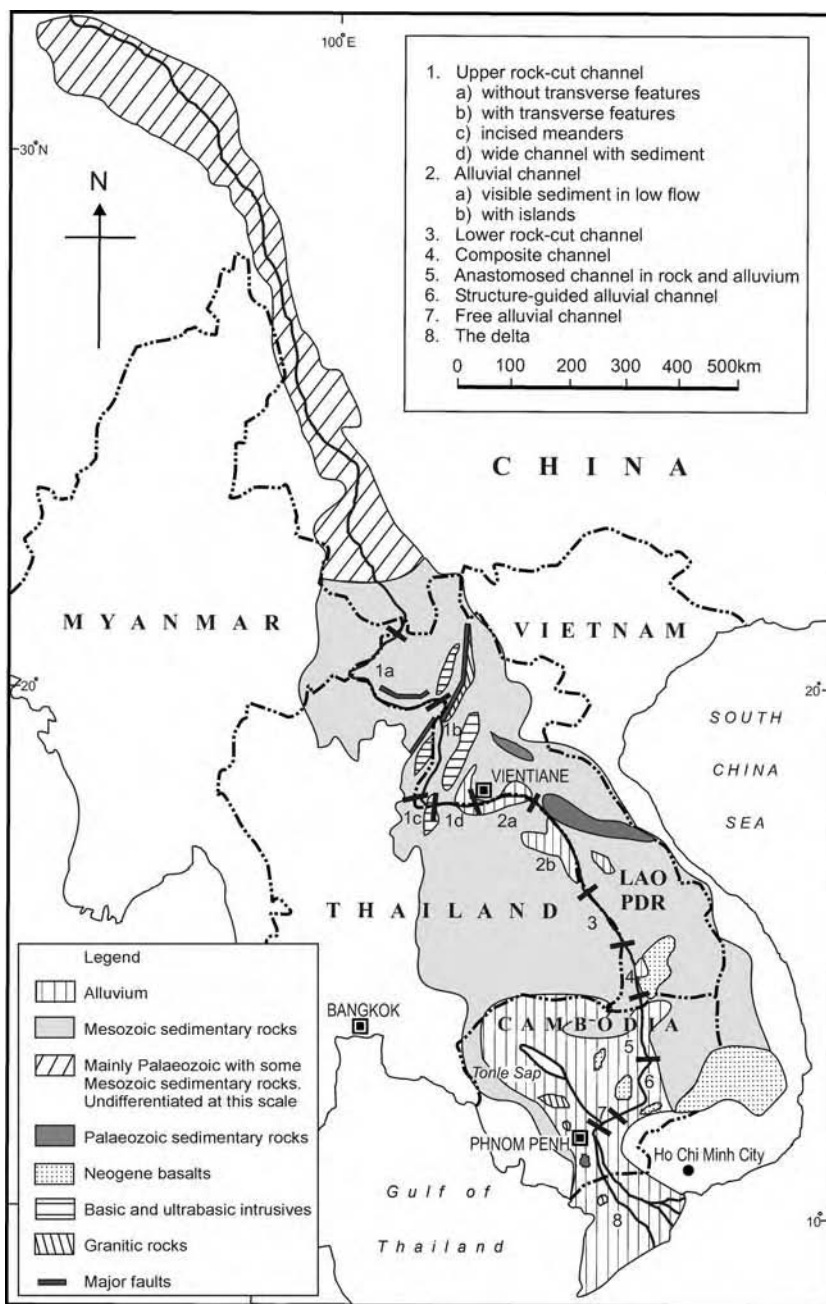 100°E
1. Upper rock-cut channel
a) without transverse features
b) with transverse features
c) incised meanders
d) wide channel with sediment
2. Alluvial channel
a) visible sediment in low flow
b) with islands
3. Lower rock-cut channel
4. Composite channel
5. Anastomosed channel in rock and alluvium
6. Structure-guided alluvial channel
7. Free alluvial channel
8. The delta
0 100 200 300 400 500km
30°N
N
CHINA
MYANMAR
VIETNAM
20°
1a
20°
1b
SOUTH
CHINA
SEA
VIENTIANE
1c
1d
2a
2b
LAO
PDR
THAILAND
3
4
BANGKOK
CAMBODIA
5
Tonle Sap
6
7
PHNOM PENH
Ho Chi Minh City
Gulf of
Thailand
8
10°
Legend
Alluvium
Mesozoic sedimentary rocks
Mainly Palaeozoic with some
Mesozoic sedimentary rocks.
Undifferentiated at this scale
Palaeozoic sedimentary rocks
Neogene basalts
Basic and ultrabasic intrusives
Granitic rocks
Major faults